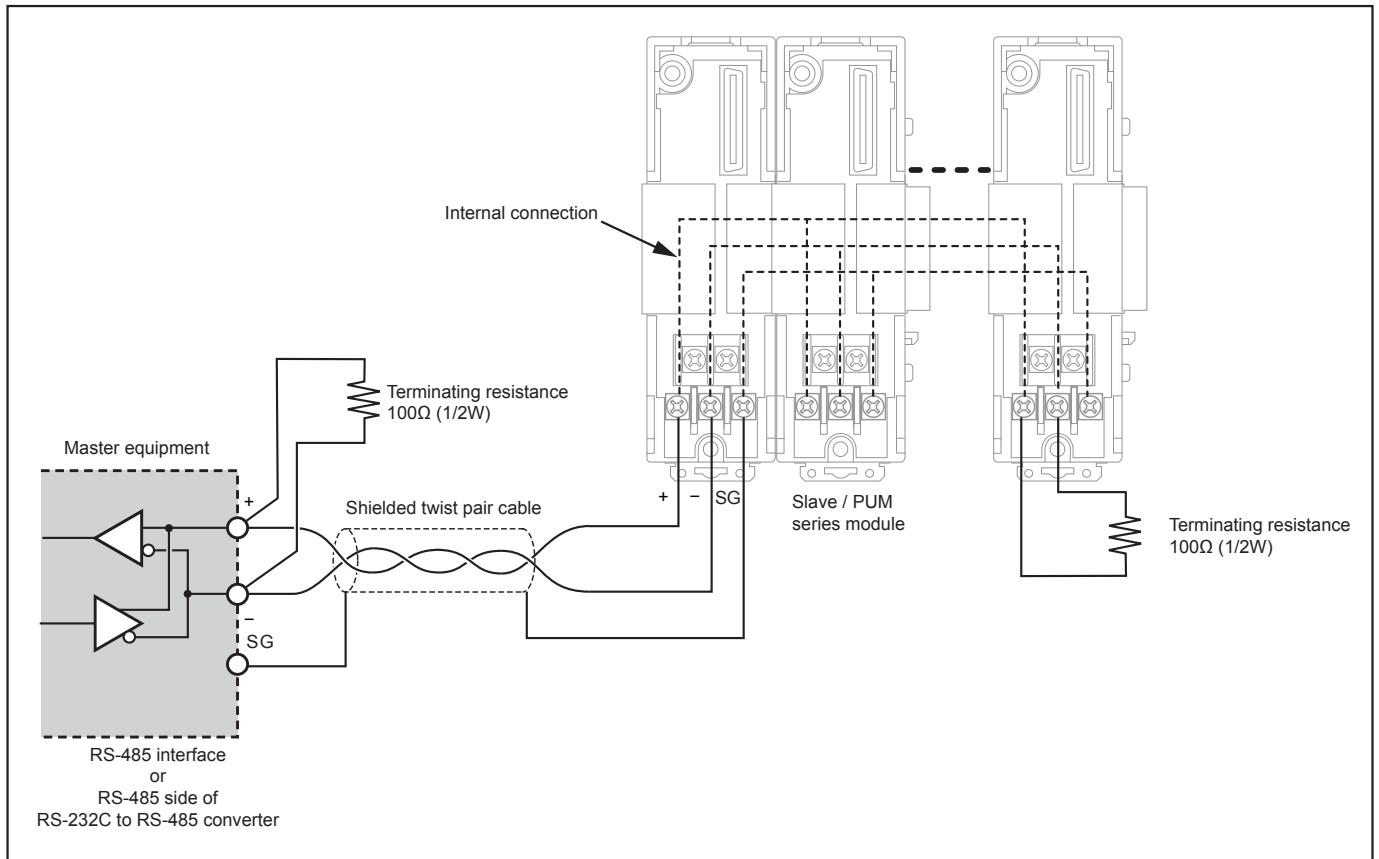 Internal connection
Terminating resistance
100Ω (1/2W)
Master equipment
+
Shielded twist pair cable
+ − SG
Slave / PUM
series module
Terminating resistance
100Ω (1/2W)
−
SG
RS-485 interface
or
RS-485 side of
RS-232C to RS-485 converter